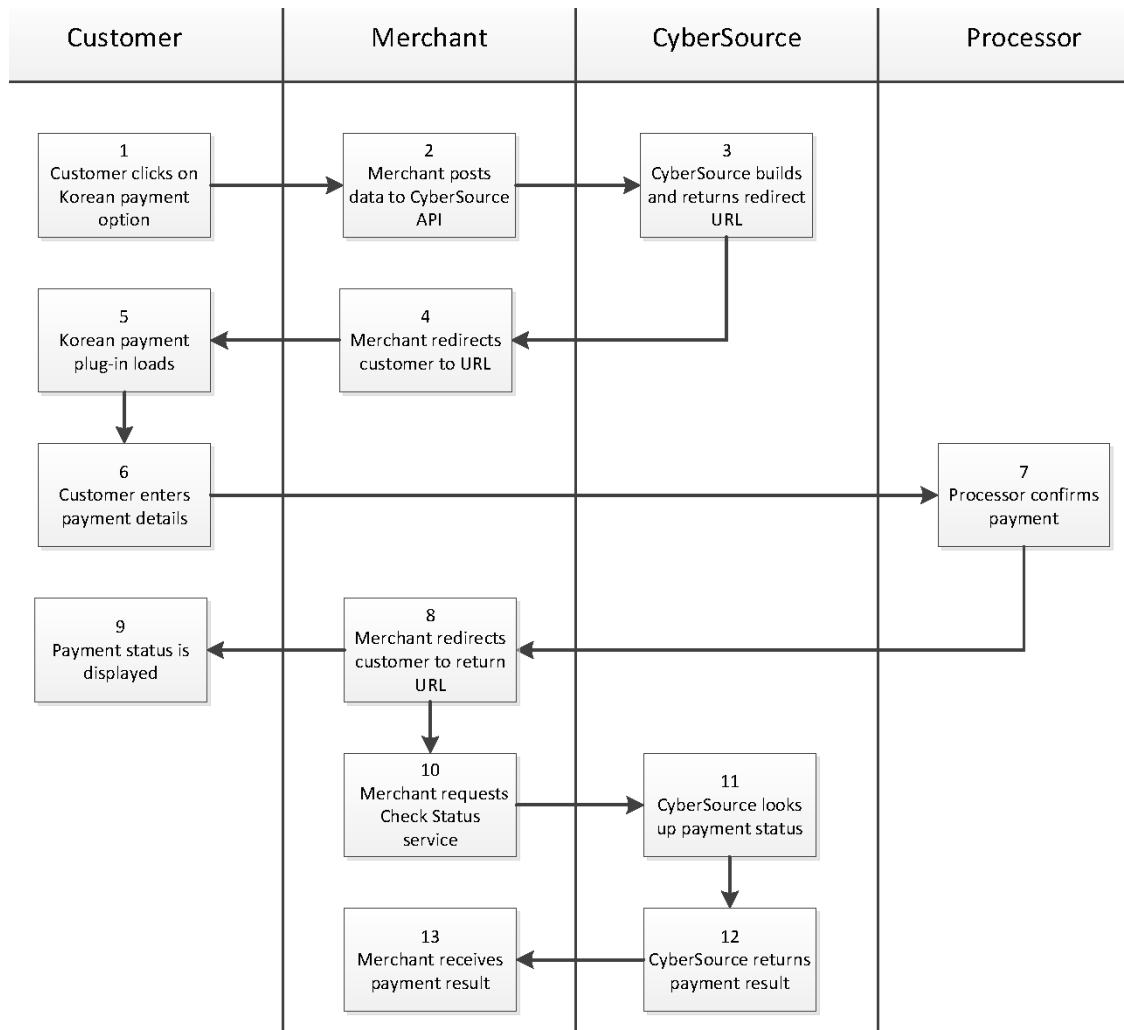 Customer
Merchant
CyberSource
Processor
1
Customer clicks on
Korean payment
option
2
Merchant posts
data to CyberSource
API
3
CyberSource builds
and returns redirect
URL
5
Korean payment
plug-in loads
4
Merchant redirects
customer to URL
6
Customer enters
payment details
7
Processor confirms
payment
9
Payment status is
displayed
8
Merchant redirects
customer to return
URL
10
Merchant requests
Check Status
service
11
CyberSource looks
up payment status
13
Merchant receives
payment result
12
CyberSource returns
payment result